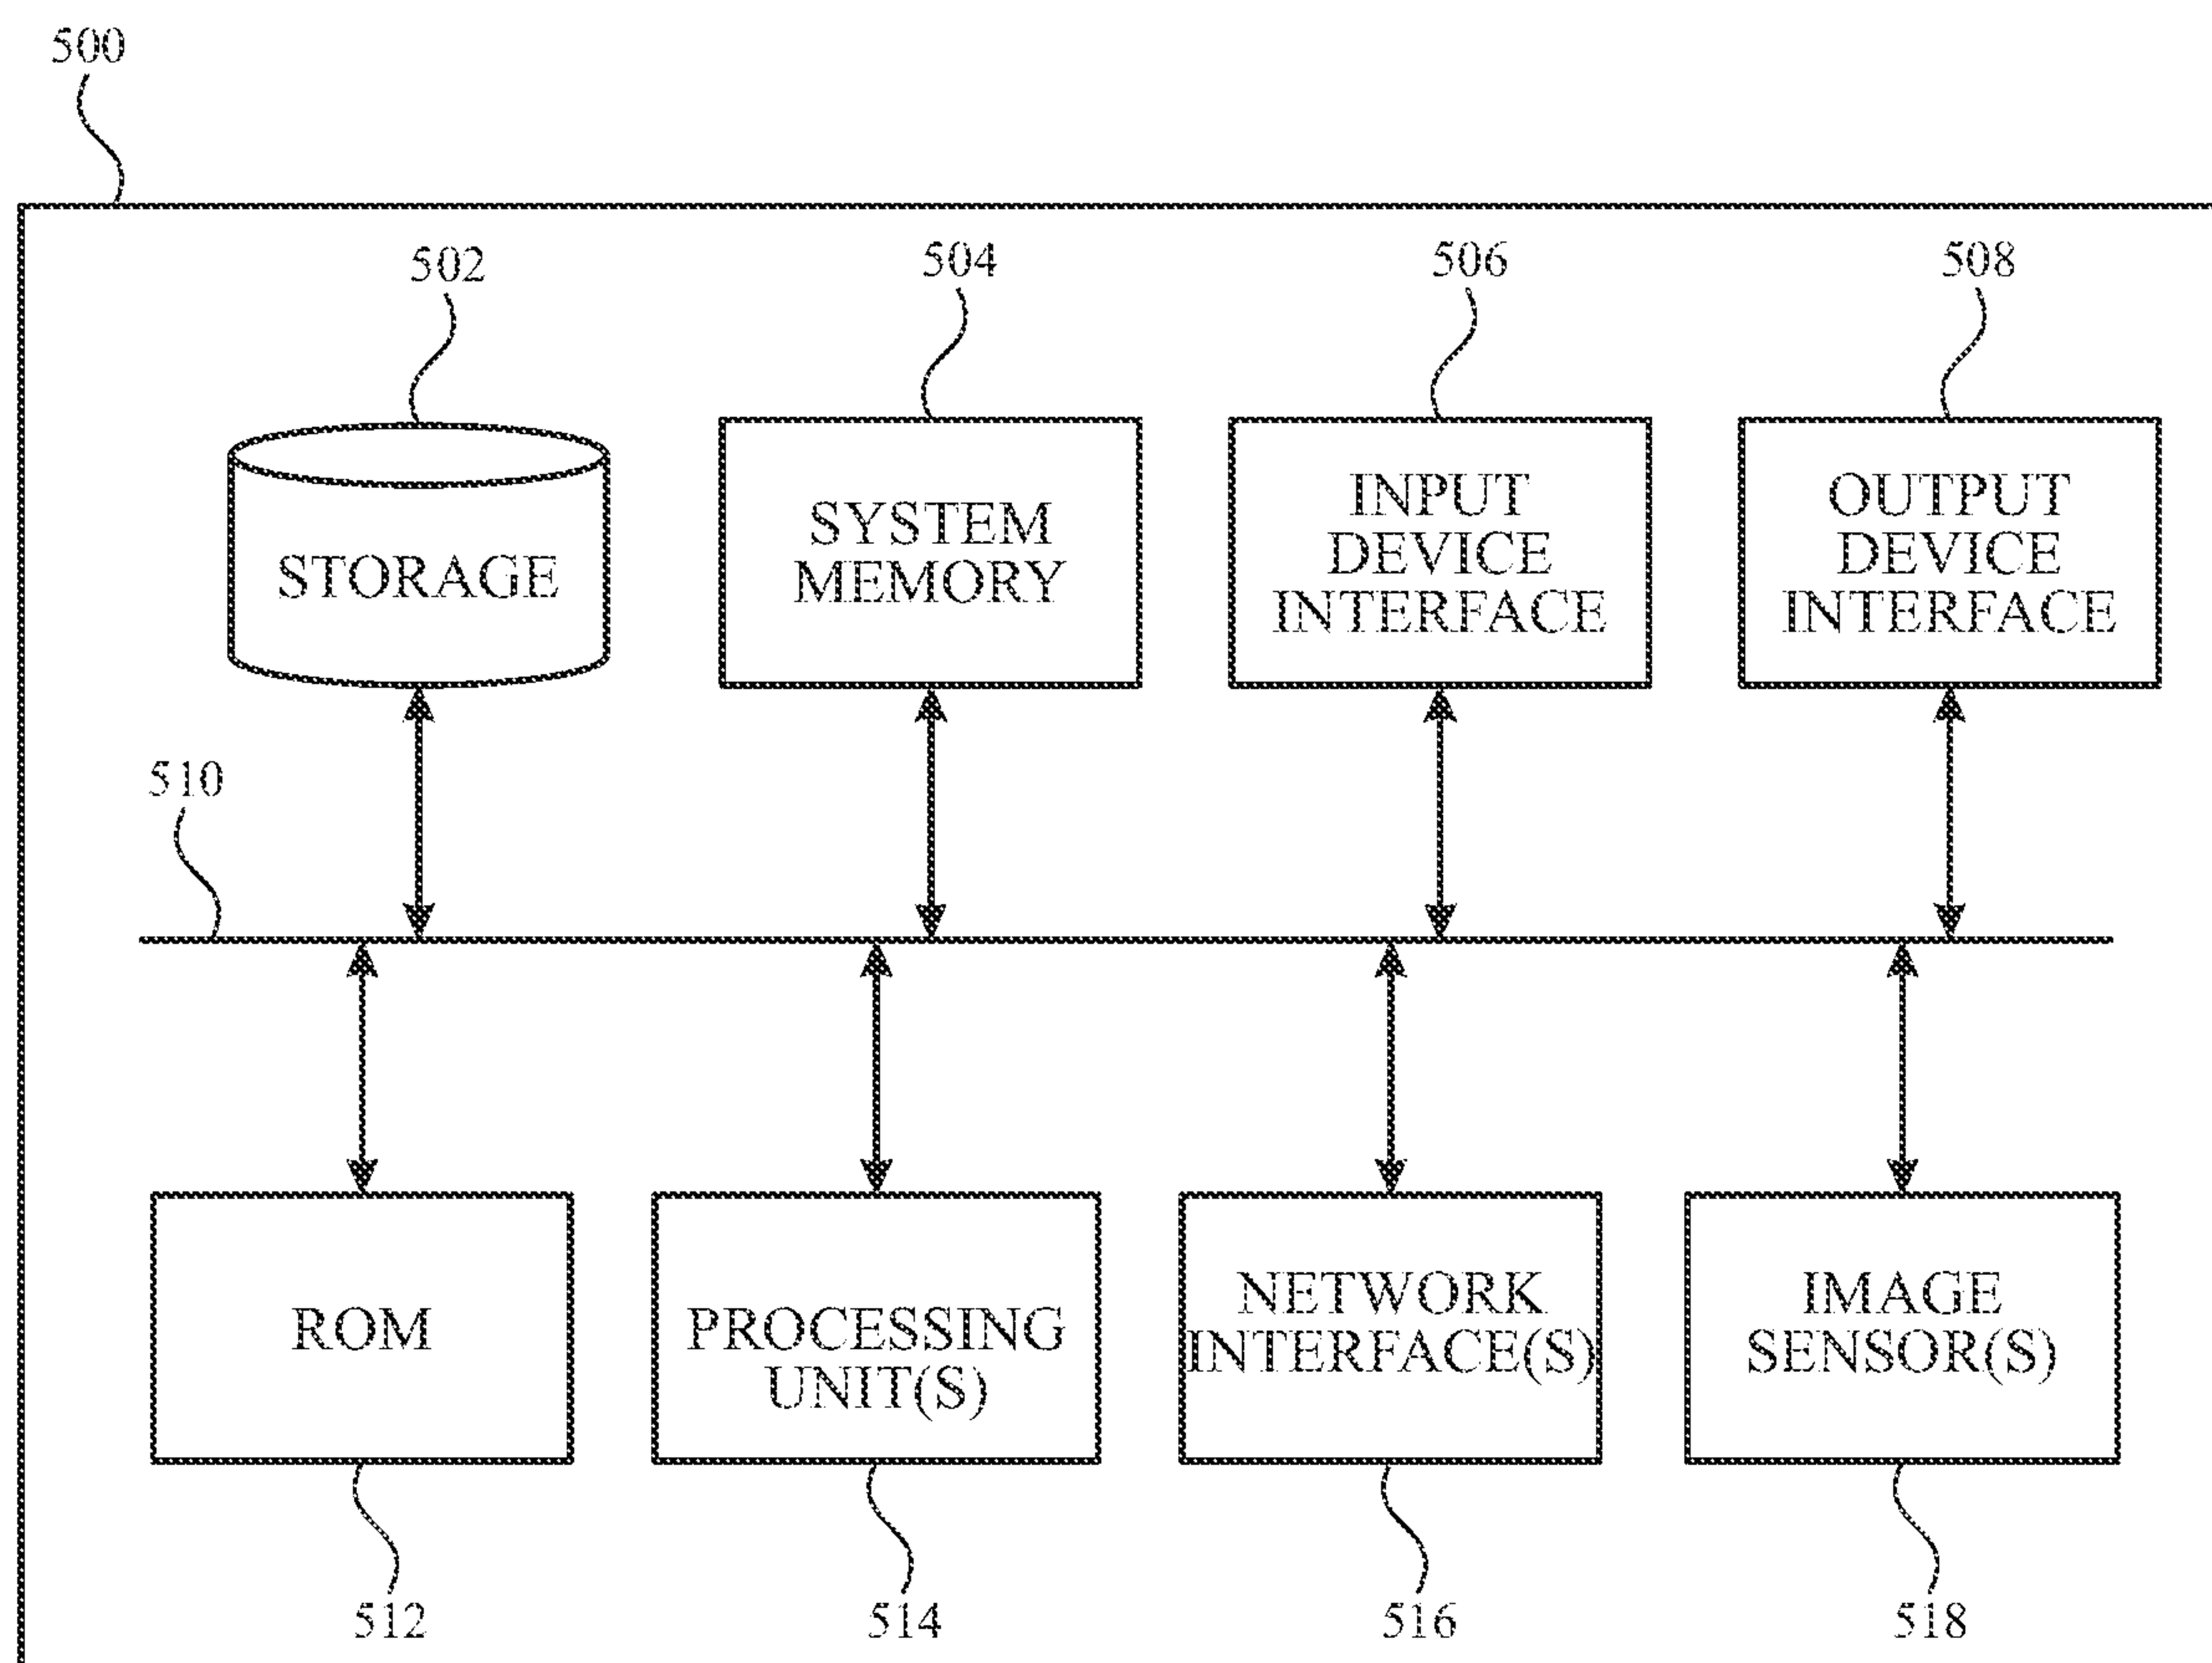 500
502
504
506
508
STORAGE
SYSTEM
MEMORY
INPUT
DEVICE
INTERFACE
OUTPUT
DEVICE
INTERFACE
510
ROM
PROCESSING
UNIT(S)
NETWORK
INTERFACE(S)
IMAGE
SENSOR(S)
512
514
516
518